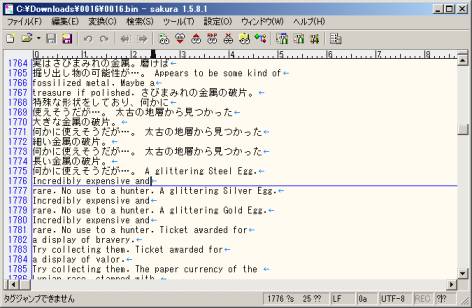 C:¥Downloads¥0016¥0016.bin - sakura 1.5.8.1
ファイル(F) 編集(E) 変換(C) 検索(S) ツール(T) 設定(O) ウィンドウ(W) ヘルプ(H)
0 1 2 3 4 5 6 7 8
1764 実はさびまみれの金属。磨けば←
1765 掘り出し物の可能性が…。 Appears to be some kind of←
1766 fossilized metal. Maybe a←
1767 treasure if polished. さびまみれの金属の破片。←
1768 特殊な形状をしており、何かに←
1769 使えそうだが…。 太古の地層から見つかった←
1770 大きな金属の破片。←
1771 何かに使えそうだが…。 太古の地層から見つかった←
1772 細い金属の破片。←
1773 何かに使えそうだが…。 太古の地層から見つかった←
1774 長い金属の破片。←
1775 何かに使えそうだが…。 A glittering Steel Egg.←
1776 Incredibly expensive and←
1777 rare. No use to a hunter. A glittering Silver Egg.←
1778 Incredibly expensive and←
1779 rare. No use to a hunter. A glittering Gold Egg.←
1780 Incredibly expensive and←
1781 rare. No use to a hunter. Ticket awarded for←
1782 a display of bravery.←
1783 Try collecting them. Ticket awarded for←
1784 a display of valor.←
1785 Try collecting them. The paper currency of the←
タグジャンプできません 1776 ?s 25 ?? LF 0a UTF-8 REC ?|?